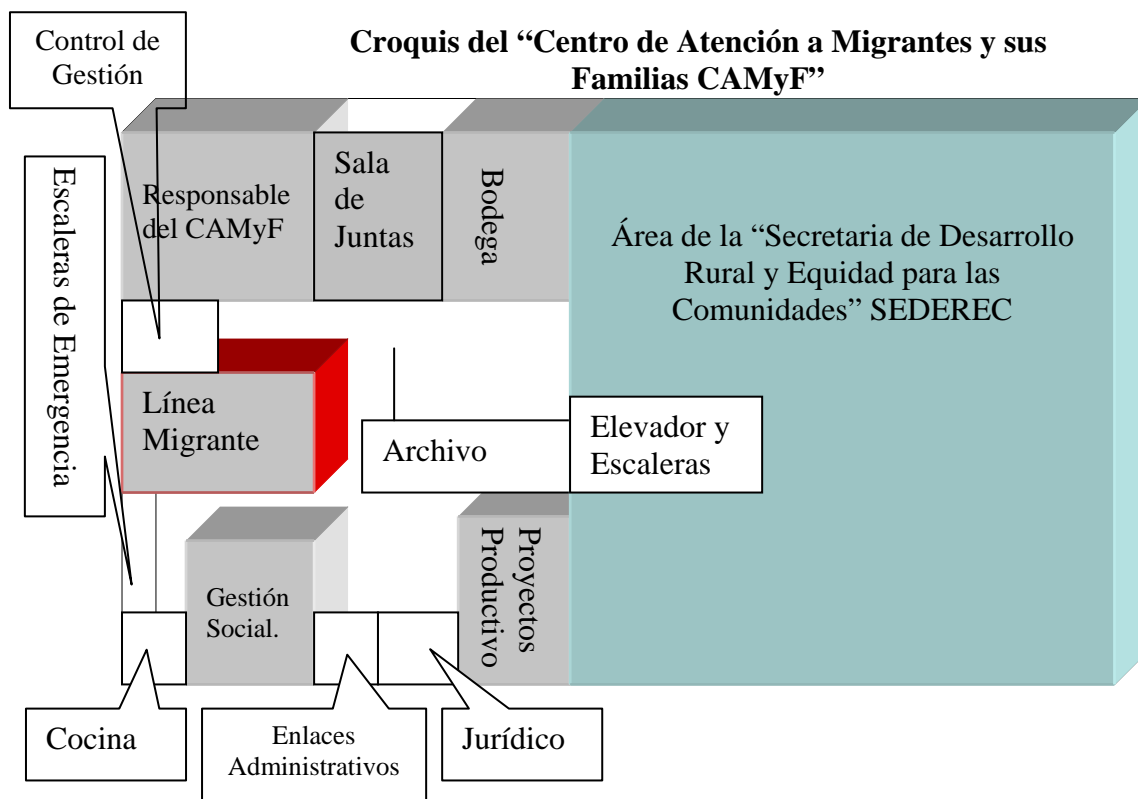 Control de
Gestión
Croquis del “Centro de Atención a Migrantes y sus
Familias CAMyF”
Escaleras de Emergencia
Responsable
del CAMyF
Sala
de
Juntas
Bodega
Área de la “Secretaria de Desarrollo
Rural y Equidad para las
Comunidades” SEDEREC
Línea
Migrante
Archivo
Elevador y
Escaleras
Gestión
Social.
Proyectos
Productivo
Cocina
Enlaces
Administrativos
Jurídico